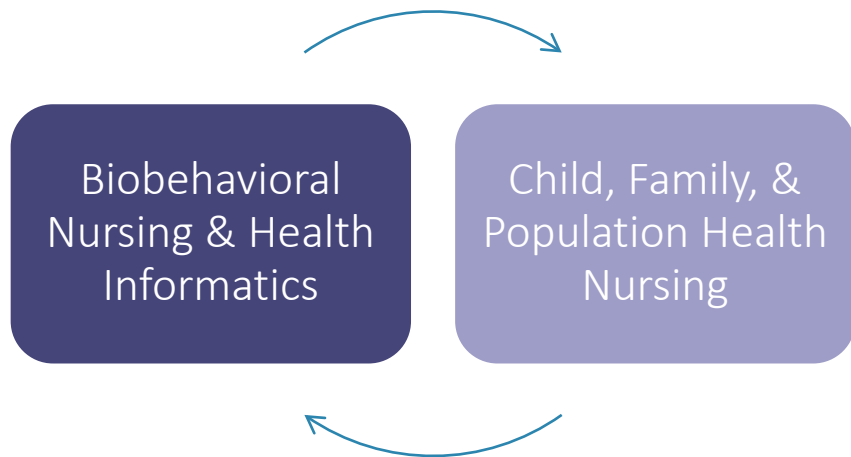 Biobehavioral
Nursing & Health
Informatics
Child, Family, &
Population Health
Nursing